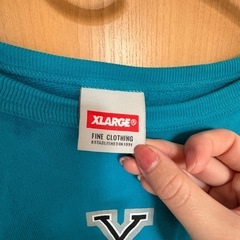 XLARGE®
FINE CLOTHING
ESTABLISHED IN 1991
X